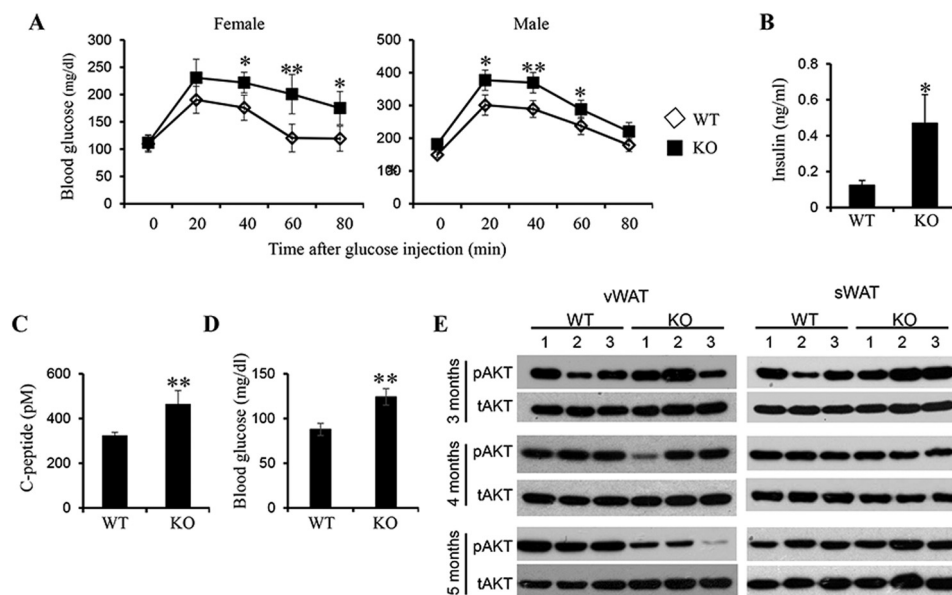 A
Female
Male
Blood glucose (mg/dl)
300
250
200
150
100
50
0
*
**
*
0 20 40 60 80
500
400
300
200
0
*
**
*
0 20 40 60 80
WT
KO
Time after glucose injection (min)
B
Insulin (ng/ml)
0.8
0.6
0.4
0.2
0
*
WT KO
C
C-peptide (pM)
600
400
200
0
**
WT KO
D
Blood glucose (mg/dl)
150
100
50
0
**
WT KO
E
vWAT
sWAT
WT KO
WT KO
1 2 3 1 2 3
1 2 3 1 2 3
3 months
pAKT
tAKT
4 months
pAKT
tAKT
5 months
pAKT
tAKT